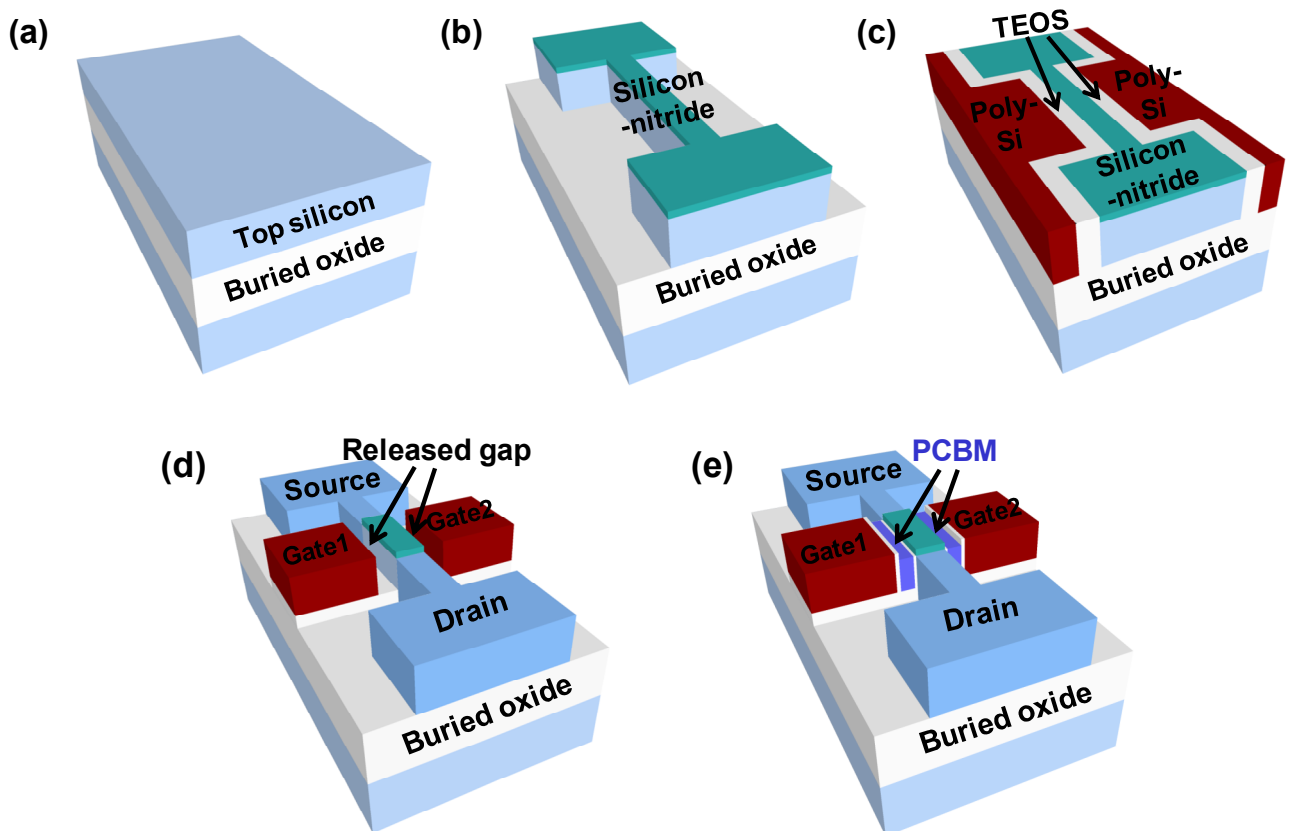 (a)
Top silicon
Buried oxide
(b)
Silicon
-nitride
Buried oxide
(c)
TEOS
Poly-
Si
Poly-
Si
Silicon
-nitride
Buried oxide
(d)
Released gap
Source
Gate2
Gate1
Drain
Buried oxide
(e)
PCBM
Source
Gate2
Gate1
Drain
Buried oxide